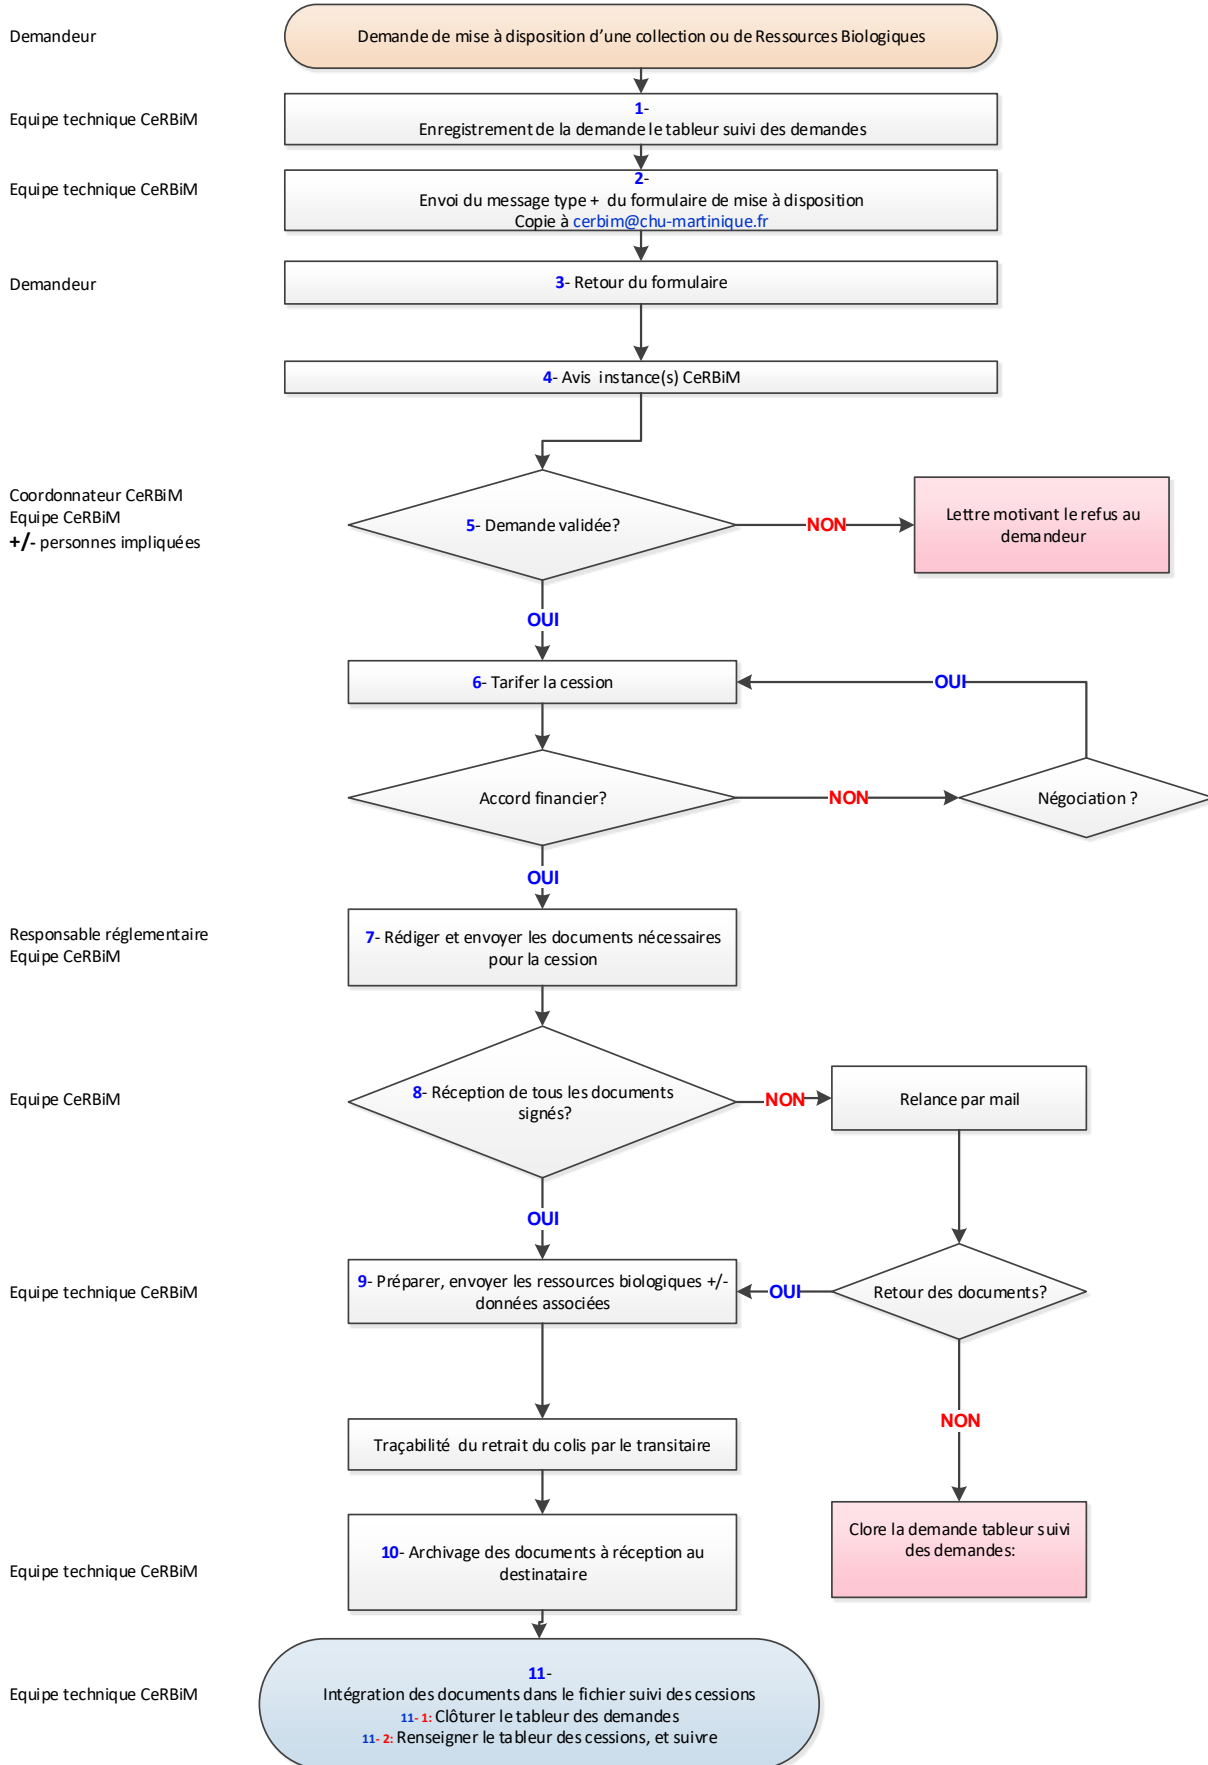 Demandeur
Demande de mise à disposition d'une collection ou de Ressources Biologiques
Equipe technique CeRBiM
1-
Enregistrement de la demande le tableur suivi des demandes
Equipe technique CeRBiM
2-
Envoi du message type + du formulaire de mise à disposition
Copie à cerbim@chu-martinique.fr
Demandeur
3- Retour du formulaire
4- Avis instance(s) CeRBiM
Coordonnateur CeRBiM
Equipe CeRBiM
+/- personnes impliquées
5- Demande validée?
NON
Lettre motivant le refus au
demandeur
OUI
6- Tarifer la cession
OUI
Accord financier?
NON
Négociation ?
OUI
Responsable réglementaire
Equipe CeRBiM
7- Rédiger et envoyer les documents nécessaires
pour la cession
Equipe CeRBiM
8- Réception de tous les documents
signés?
NON
Relance par mail
OUI
Equipe technique CeRBiM
9- Préparer, envoyer les ressources biologiques +/-
données associées
OUI
Retour des documents?
NON
Traçabilité du retrait du colis par le transitaire
Clore la demande tableur suivi
des demandes:
Equipe technique CeRBiM
10- Archivage des documents à réception au
destinataire
Equipe technique CeRBiM
11-
Intégration des documents dans le fichier suivi des cessions
11- 1: Clôturer le tableur des demandes
11- 2: Renseigner le tableur des cessions, et suivre